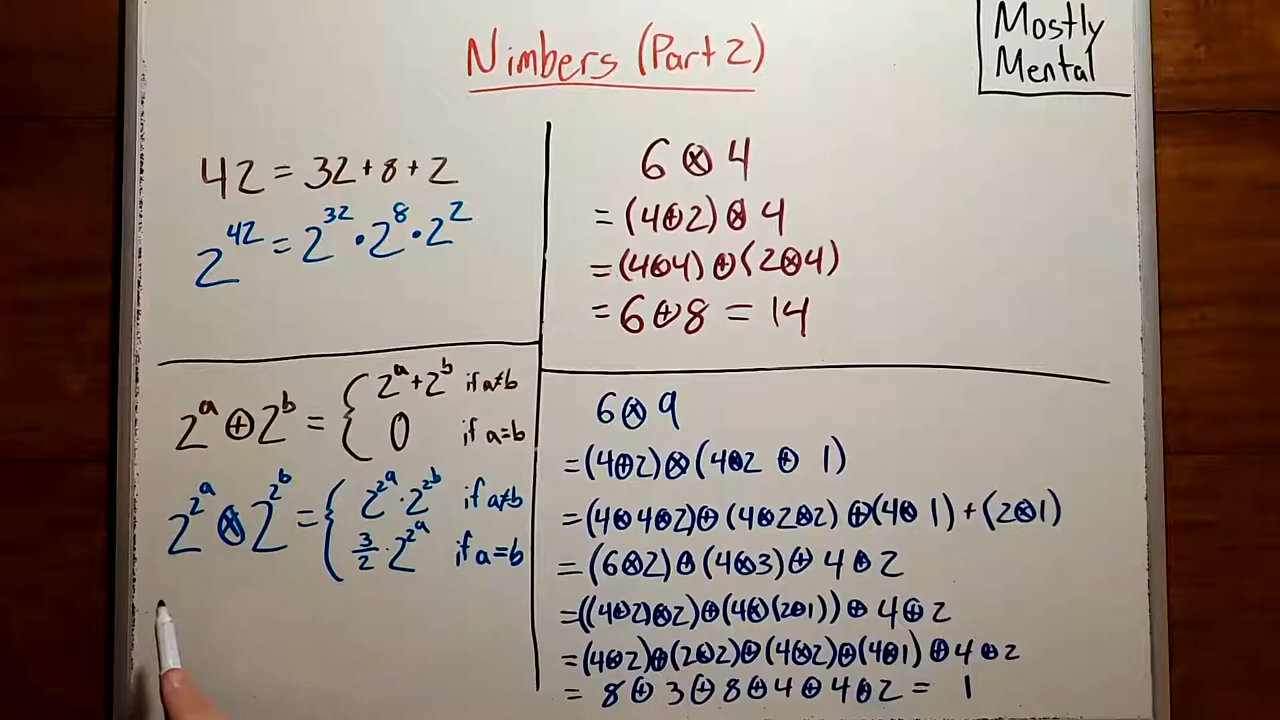 Nimbers (Part 2)
Mostly
Mental
42 = 32 + 8 + 2
2^42 = 2^32 · 2^8 · 2^2
6 ⊗ 4
= (4⊕2) ⊗ 4
= (4⊗4) ⊕ (2⊗4)
= 6 ⊕ 8 = 14
2^a ⊕ 2^b = { 2^a + 2^b if a≠b
0 if a=b
2^2^a ⊗ 2^2^b = { 2^2^a · 2^2^b if a≠b
3/2 · 2^2^a if a=b
6 ⊗ 9
= (4⊕2) ⊗ (4⊗2 ⊕ 1)
= (4⊗4⊗2) ⊕ (4⊗2⊗2) ⊕ (4⊗1) + (2⊗1)
= (6⊗2) ⊕ (4⊗3) ⊕ 4 ⊕ 2
= ((4⊕2)⊗2) ⊕ (4⊗(2⊕1)) ⊕ 4 ⊕ 2
= (4⊗2) ⊕ (2⊗2) ⊕ (4⊗2) ⊕ (4⊗1) ⊕ 4 ⊕ 2
= 8 ⊕ 3 ⊕ 8 ⊕ 4 ⊕ 4 ⊕ 2 = 1